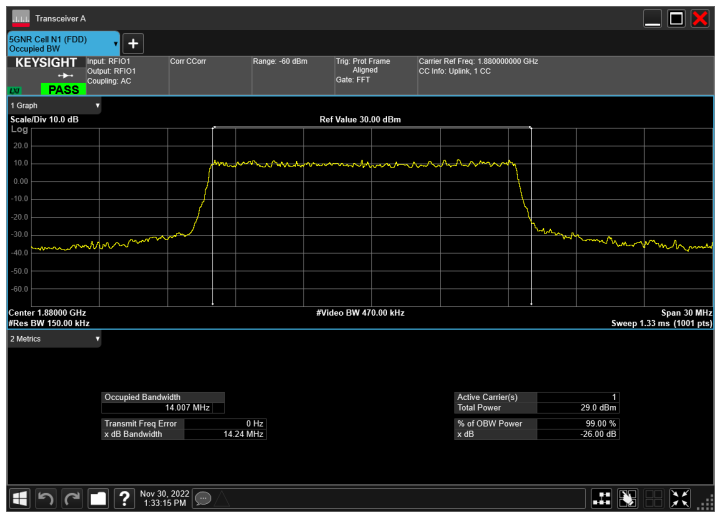 Transceiver A
5GNR Cell N1 (FDD)
Occupied BW
KEYSIGHT
Input: RFIO1
Output: RFIO1
Coupling: AC
Corr CCorr
Range: -60 dBm
Trig: Prot Frame
Aligned
Gate: FFT
Carrier Ref Freq: 1.880000000 GHz
CC Info: Uplink, 1 CC
LXI
PASS
1 Graph
Scale/Div 10.0 dB
Ref Value 30.00 dBm
Log
20.0
10.0
0.00
-10.0
-20.0
-30.0
-40.0
-50.0
-60.0
Center 1.88000 GHz
#Video BW 470.00 kHz
Span 30 MHz
#Res BW 150.00 kHz
Sweep 1.33 ms (1001 pts)
2 Metrics
Occupied Bandwidth
14.007 MHz
Transmit Freq Error 0 Hz
x dB Bandwidth 14.24 MHz
Active Carrier(s) 1
Total Power 29.0 dBm
% of OBW Power 99.00 %
x dB -26.00 dB
?
Nov 30, 2022
1:33:15 PM